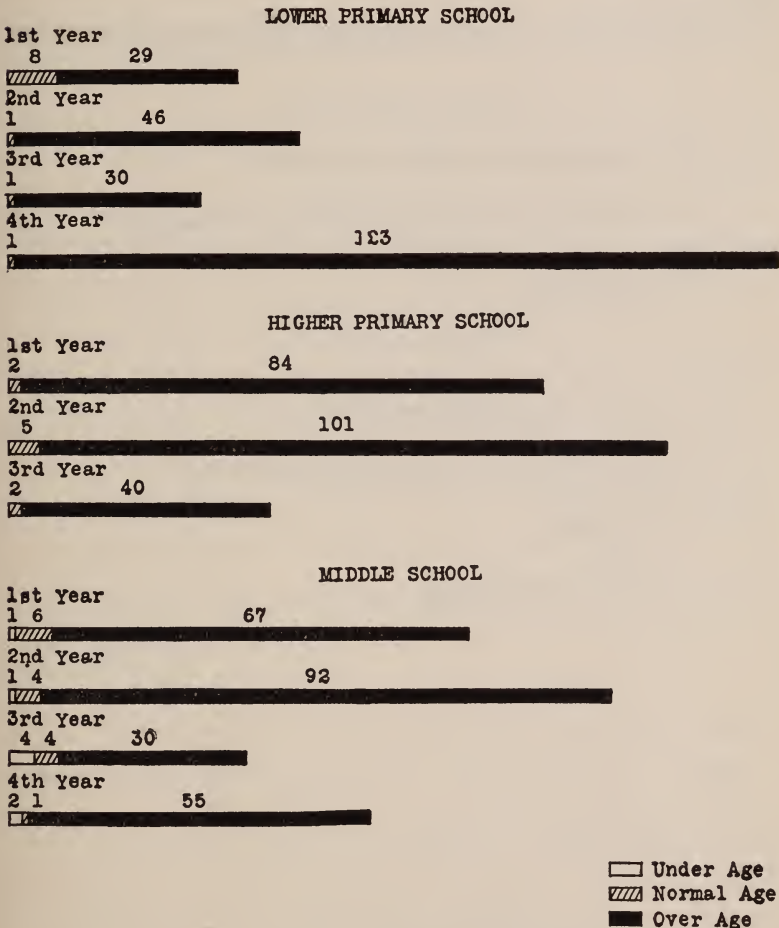 LOWER PRIMARY SCHOOL
1st Year
8 29
2nd Year
1 46
3rd Year
1 30
4th Year
1 123
HIGHER PRIMARY SCHOOL
1st Year
2 84
2nd Year
5 101
3rd Year
2 40
MIDDLE SCHOOL
1st Year
1 6 67
2nd Year
1 4 92
3rd Year
4 4 30
4th Year
2 1 55
Under Age
Normal Age
Over Age